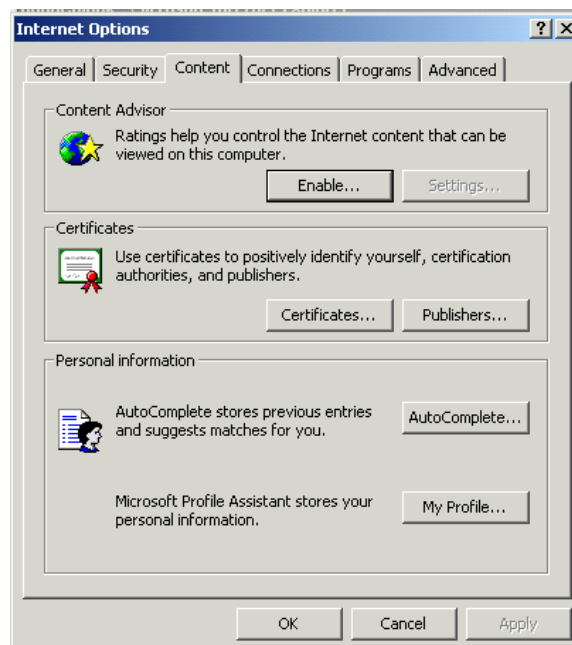 Internet Options
General Security Content Connections Programs Advanced
Content Advisor
Ratings help you control the Internet content that can be
viewed on this computer.
Enable... Settings...
Certificates
Use certificates to positively identify yourself, certification
authorities, and publishers.
Certificates... Publishers...
Personal information
AutoComplete stores previous entries
and suggests matches for you.
AutoComplete...
Microsoft Profile Assistant stores your
personal information.
My Profile...
OK Cancel Apply